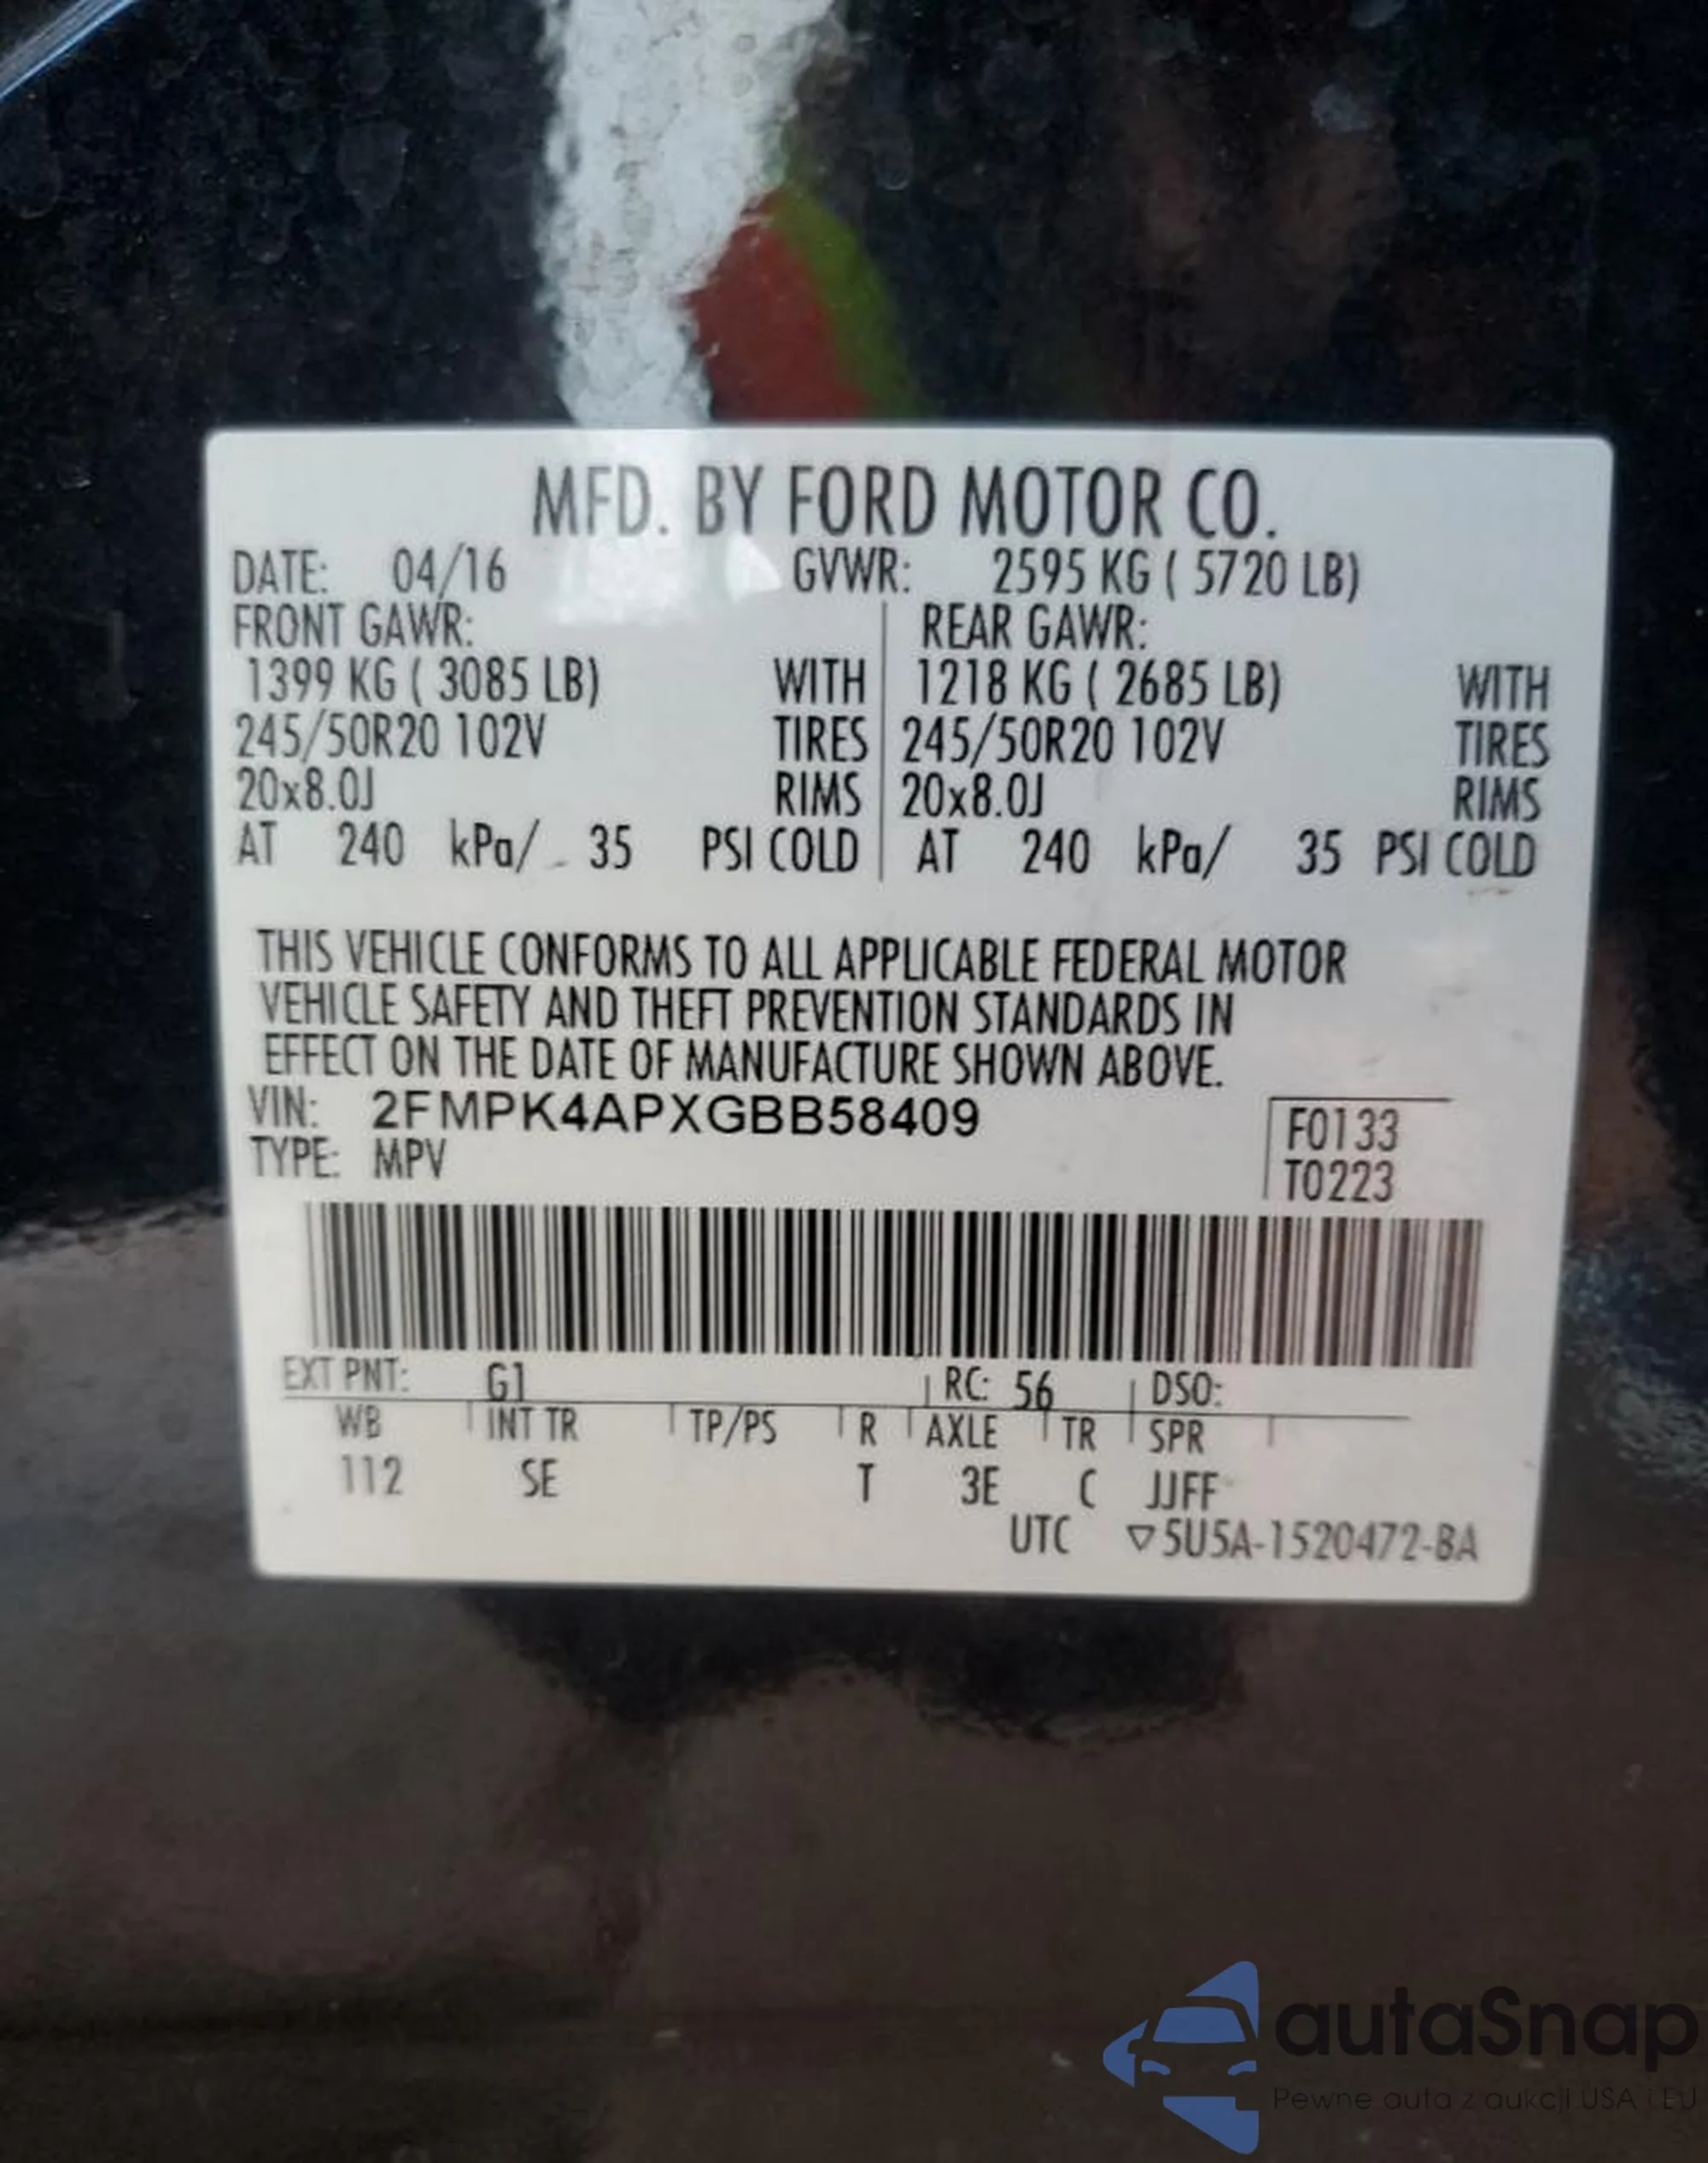 MFD. BY FORD MOTOR CO.
DATE: 04/16 GVWR: 2595 KG ( 5720 LB)
FRONT GAWR: REAR GAWR:
1399 KG ( 3085 LB) WITH 1218 KG ( 2685 LB) WITH
245/50R20 102V TIRES 245/50R20 102V TIRES
20x8.0J RIMS 20x8.0J RIMS
AT 240 kPa/ 35 PSI COLD AT 240 kPa/ 35 PSI COLD
THIS VEHICLE CONFORMS TO ALL APPLICABLE FEDERAL MOTOR
VEHICLE SAFETY AND THEFT PREVENTION STANDARDS IN
EFFECT ON THE DATE OF MANUFACTURE SHOWN ABOVE.
VIN: 2FMPK4APXGBB58409 F0133
TYPE: MPV T0223
EXT PNT: G1 RC: 56 DSO:
WB INT TR TP/PS R AXLE TR SPR
112 SE T 3E C JJFF
UTC ▽5U5A-1520472-BA
autaSnap
Pewne auta z aukcji USA i EU